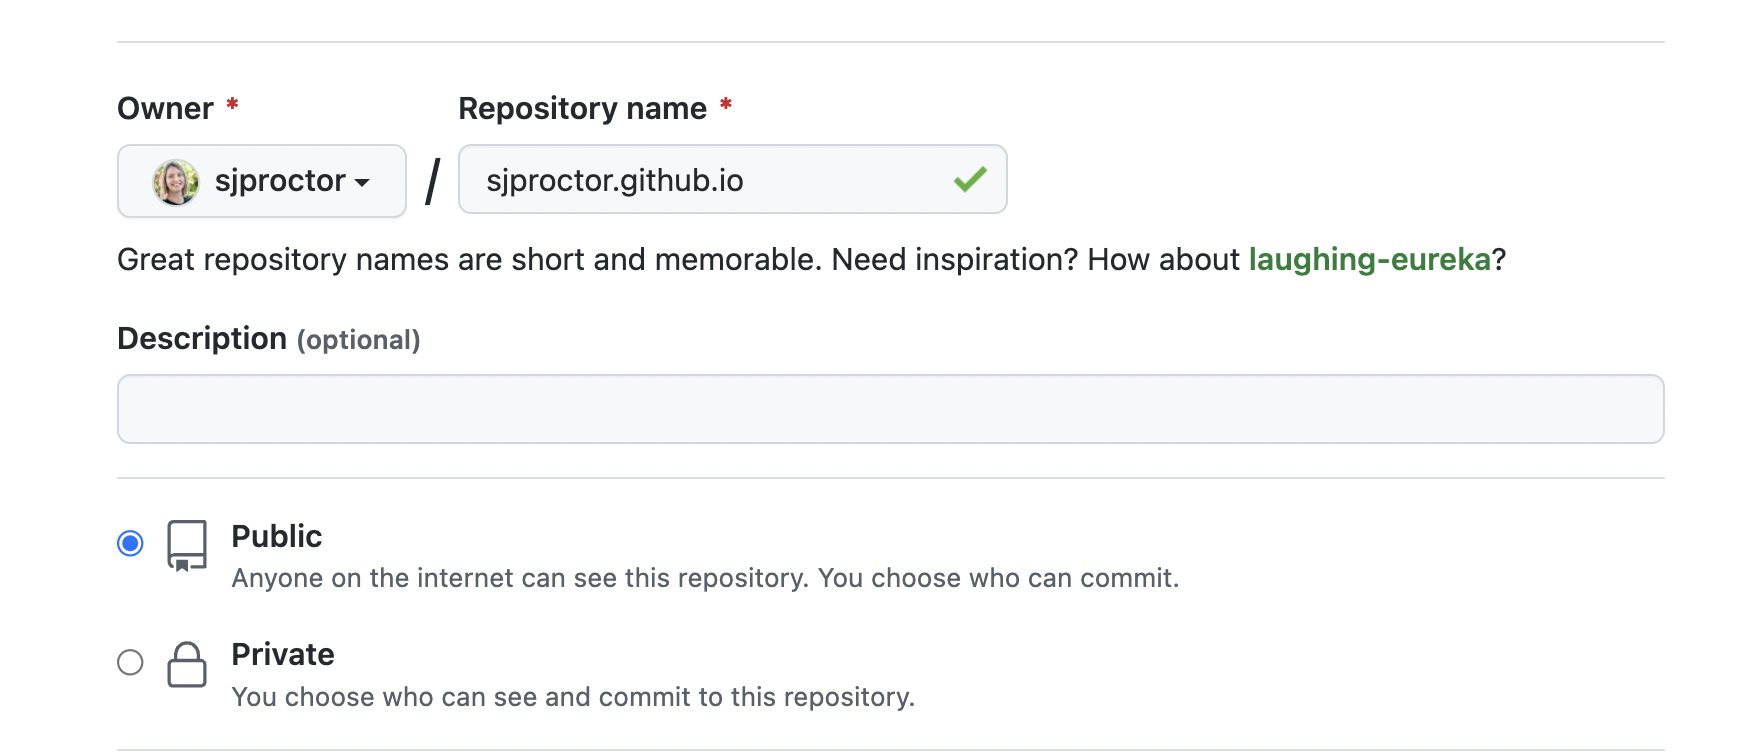 Owner *
Repository name *
sjproctor / sjproctor.github.io
Great repository names are short and memorable. Need inspiration? How about laughing-eureka?
Description (optional)
Public
Anyone on the internet can see this repository. You choose who can commit.
Private
You choose who can see and commit to this repository.